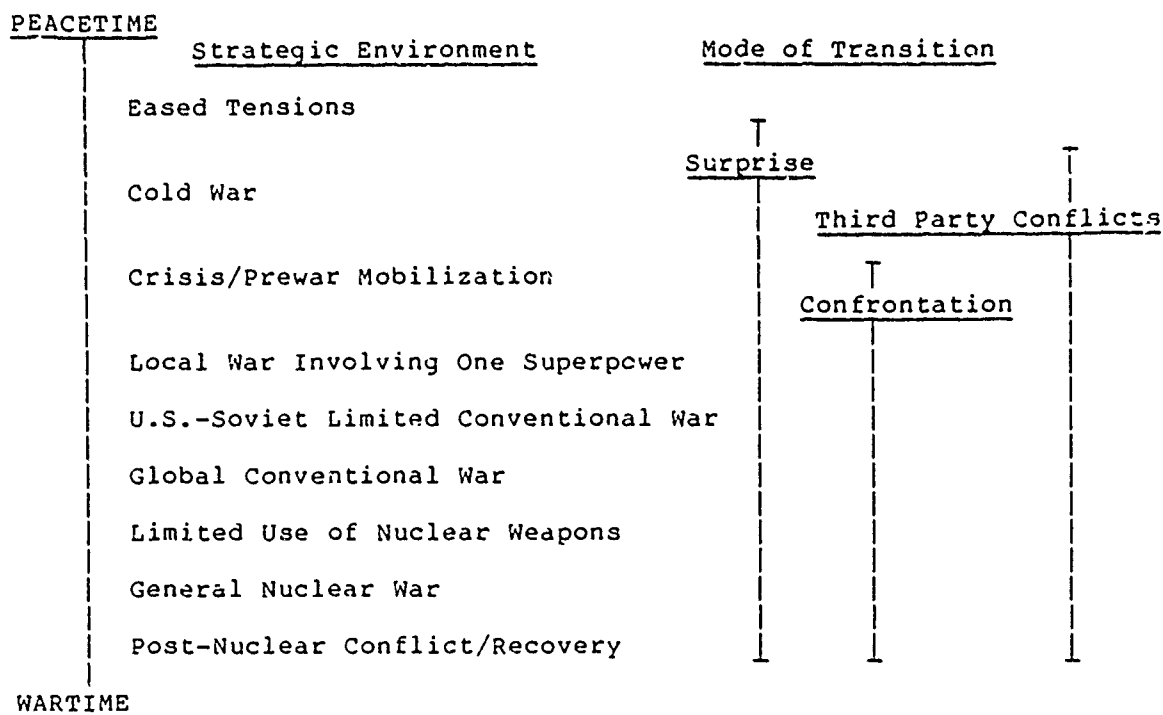 PEACETIME
Strategic Environment
Mode of Transition
Eased Tensions
Surprise
Cold War
Third Party Conflicts
Crisis/Prewar Mobilization
Confrontation
Local War Involving One Superpower
U.S.-Soviet Limited Conventional War
Global Conventional War
Limited Use of Nuclear Weapons
General Nuclear War
Post-Nuclear Conflict/Recovery
WARTIME